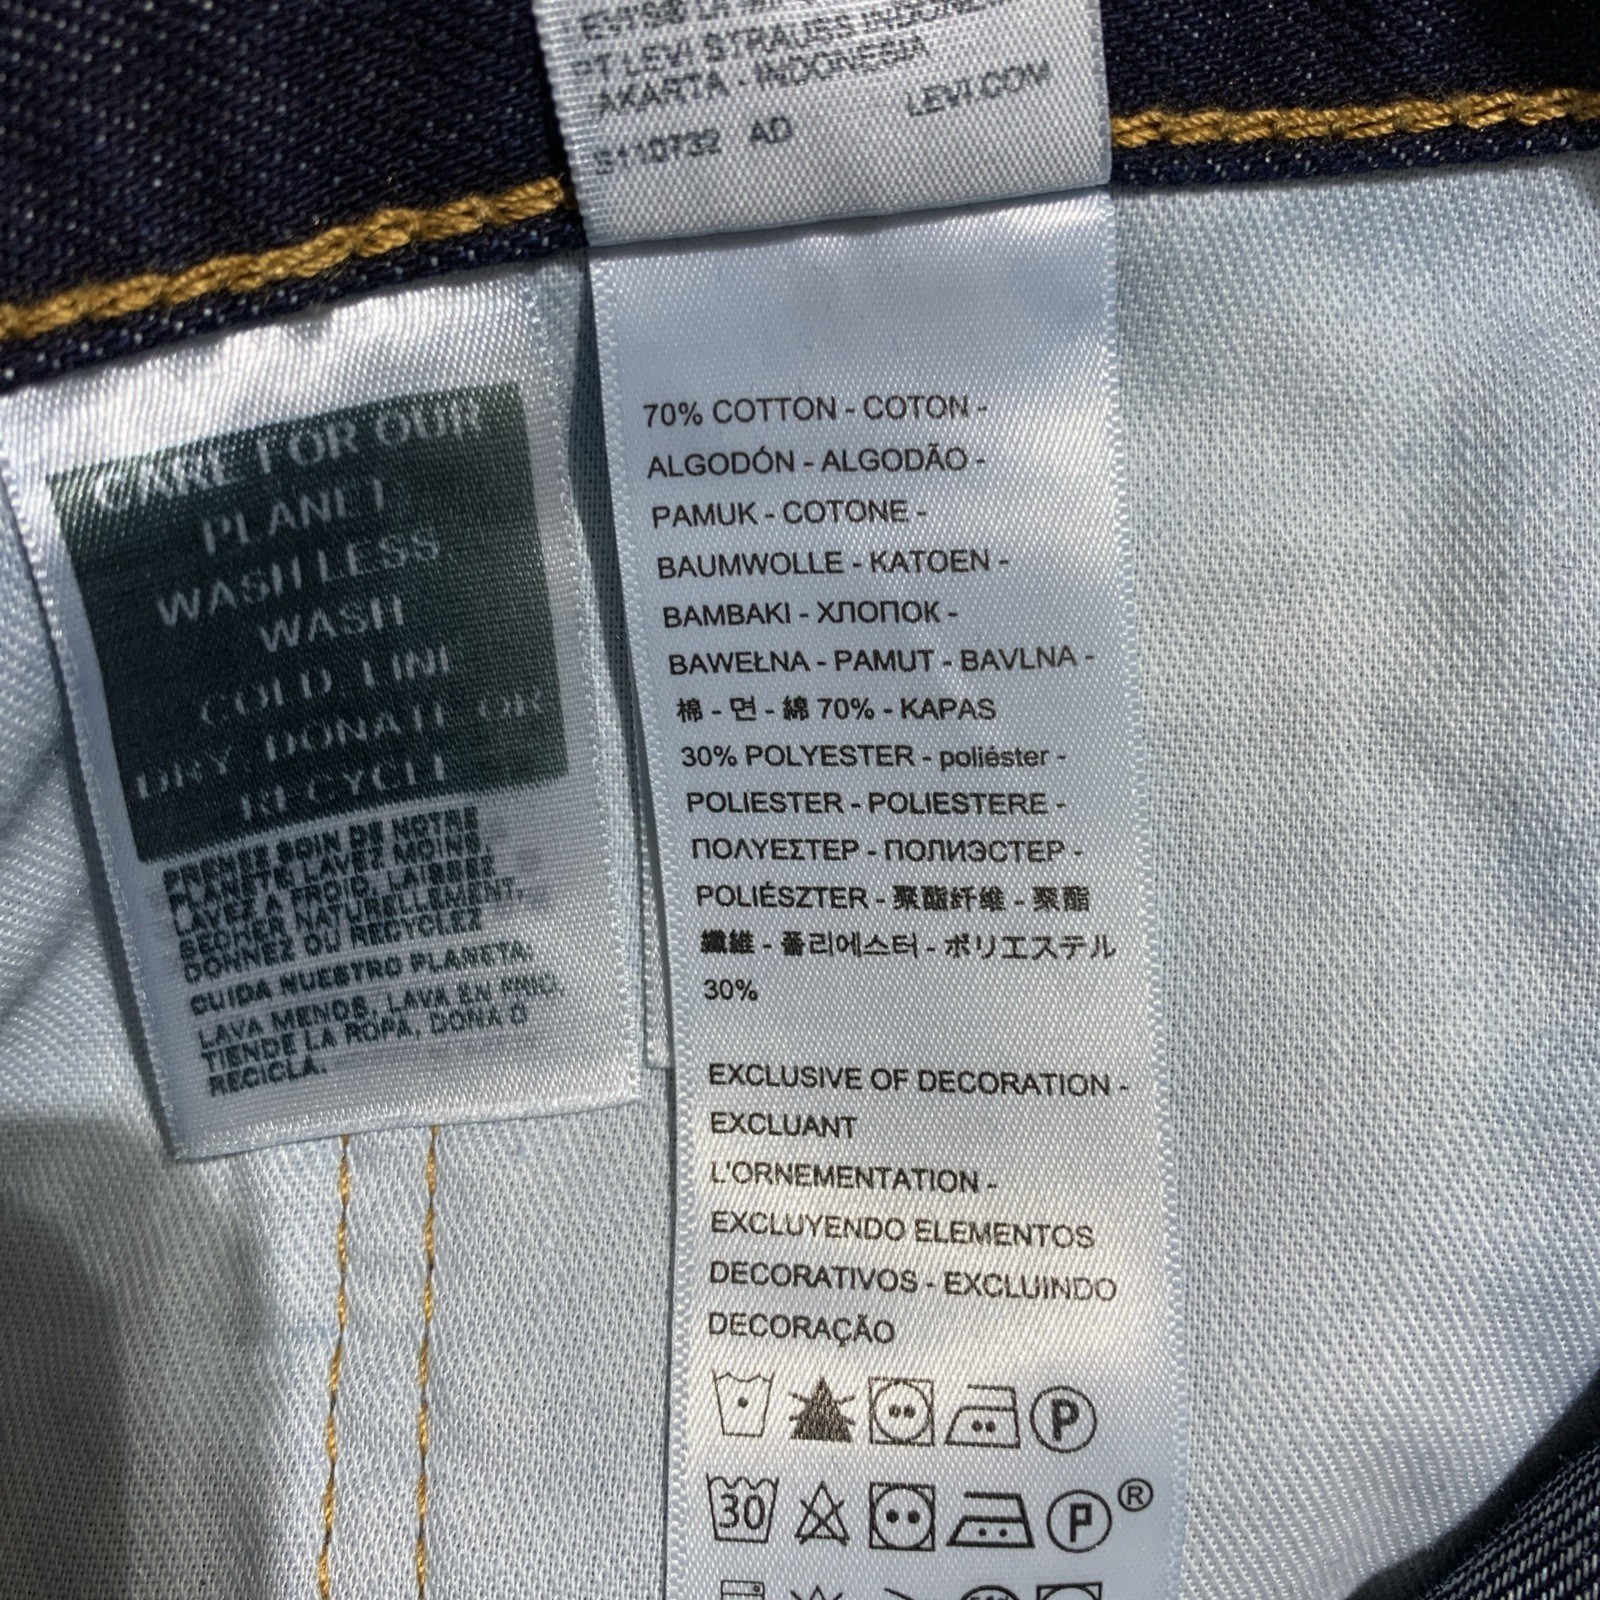 PT LEVI STRAUSS INDONESIA
JAKARTA - INDONESIA
LEVI.COM
S110732 AD
CARE FOR OUR
PLANET
WASH LESS
WASH
COLD, LINE
DRY, DONATE OR
RECYCLE
PRENEZ SOIN DE NOTRE
PLANÈTE LAVEZ MOINS,
LAVEZ À FROID, LAISSEZ
SÉCHER NATURELLEMENT,
DONNEZ OU RECYCLEZ
CUIDA NUESTRO PLANETA:
LAVA MENOS, LAVA EN FRIO,
TIENDE LA ROPA, DONA O
RECICLA.
70% COTTON - COTON -
ALGODÓN - ALGODÃO -
PAMUK - COTONE -
BAUMWOLLE - KATOEN -
BAMBAKI - ХЛОПОК -
BAWEŁNA - PAMUT - BAVLNA -
棉 - 면 - 綿 70% - KAPAS
30% POLYESTER - poliéster -
POLIESTER - POLIESTERE -
ΠΟΛΥΕΣΤΕΡ - ПОЛИЭСТЕР -
POLIÉSZTER - 聚酯纤维 - 聚酯
纖維 - 폴리에스터 - ポリエステル
30%
EXCLUSIVE OF DECORATION -
EXCLUANT
L'ORNEMENTATION -
EXCLUYENDO ELEMENTOS
DECORATIVOS - EXCLUINDO
DECORAÇÃO
P
30 P ®